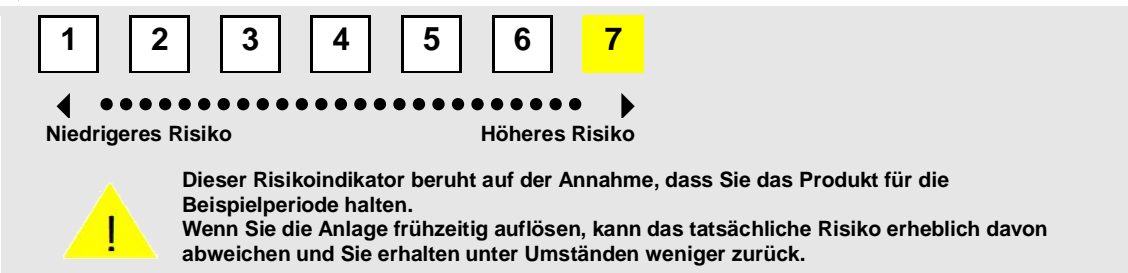 1 2 3 4 5 6 7
Niedrigeres Risiko Höheres Risiko
Dieser Risikoindikator beruht auf der Annahme, dass Sie das Produkt für die
Beispielperiode halten.
Wenn Sie die Anlage frühzeitig auflösen, kann das tatsächliche Risiko erheblich davon
abweichen und Sie erhalten unter Umständen weniger zurück.
!